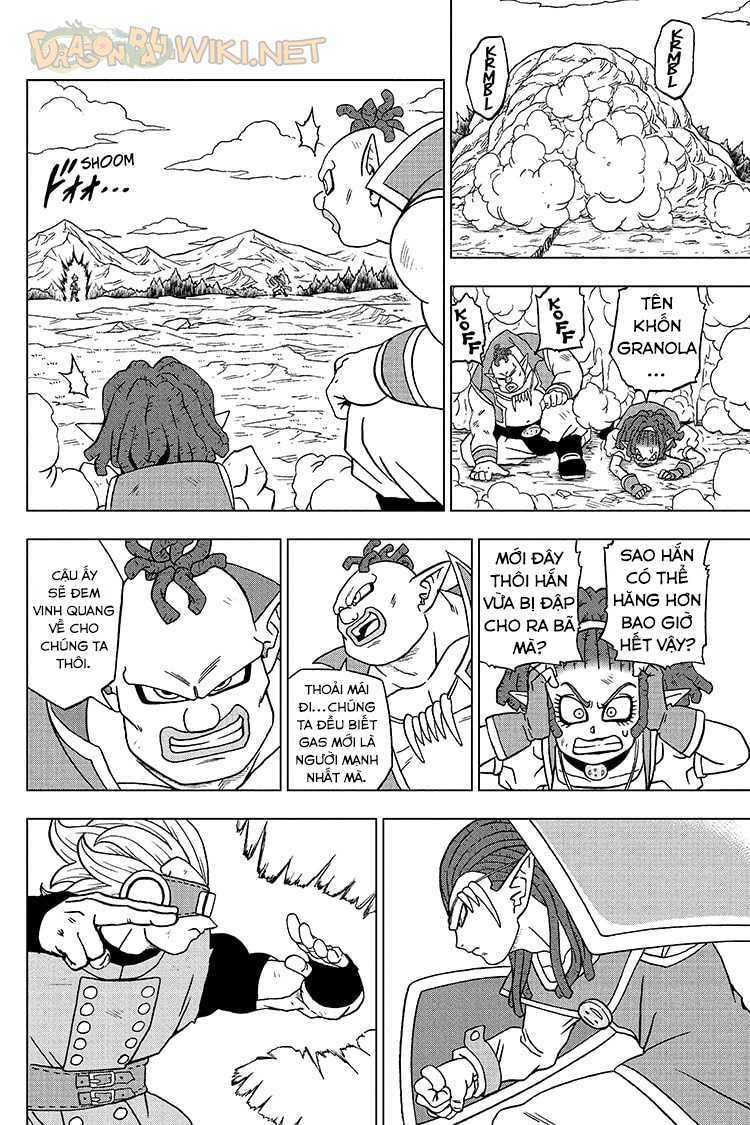 DRAGON BALL WIKI.NET
KRMBL
KRMBL
SHOOM
ドォォ...
KOFF
KOFF
TÊN
KHỐN
GRANOLA
...
SAO HẮN
CÓ THỂ
HĂNG HƠN
BAO GIỜ
HẾT VẬY?
MỚI ĐÂY
THÔI HẮN
VỪA BỊ ĐẬP
CHO RA BÃ
MÀ?
THOẢI MÁI
ĐI...CHÚNG
TA ĐỀU BIẾT
GAS MỚI LÀ
NGƯỜI MẠNH
NHẤT MÀ.
CẬU ẤY
SẼ ĐEM
VINH QUANG
VỀ CHO
CHÚNG TA
THÔI.